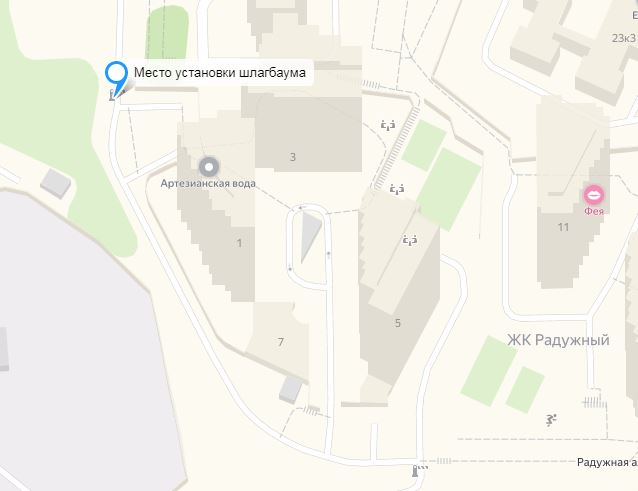 Е
23к3
Место установки шлагбаума
3
Артезианская вода
Фея
11
1
5
7
ЖК Радужный
Радужная а